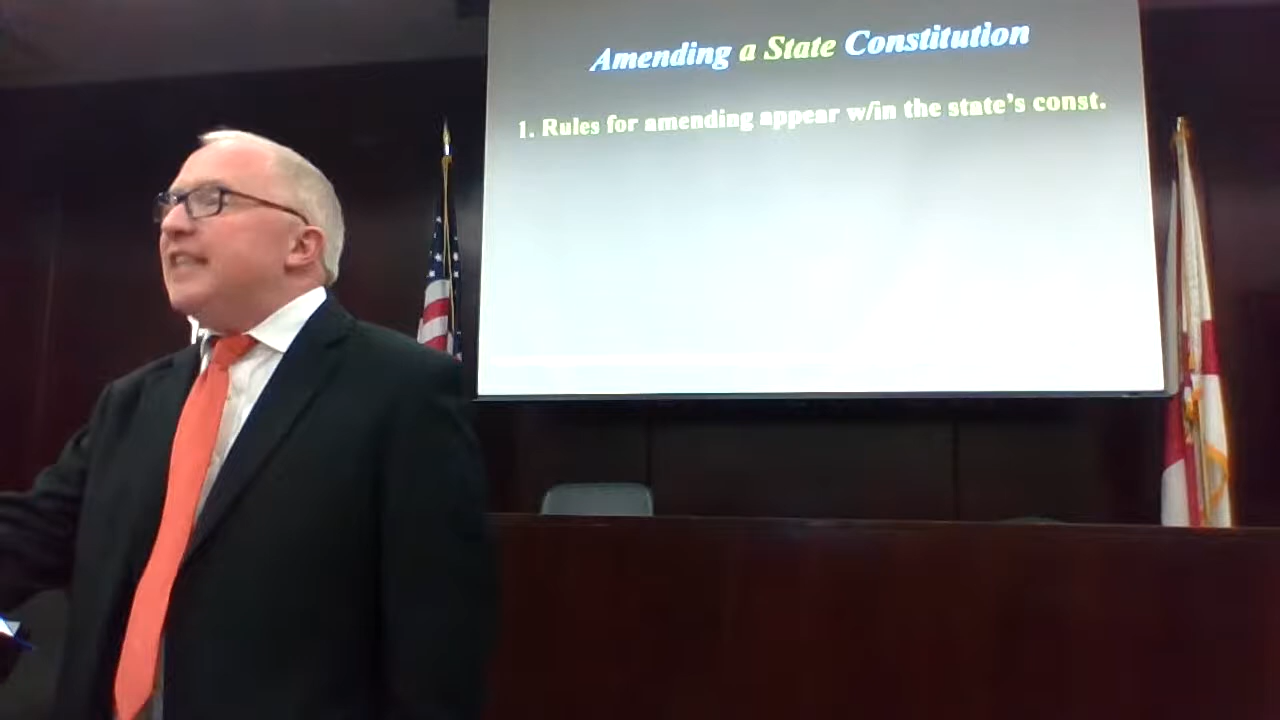 Amending a State Constitution
1. Rules for amending appear w/in the state's const.